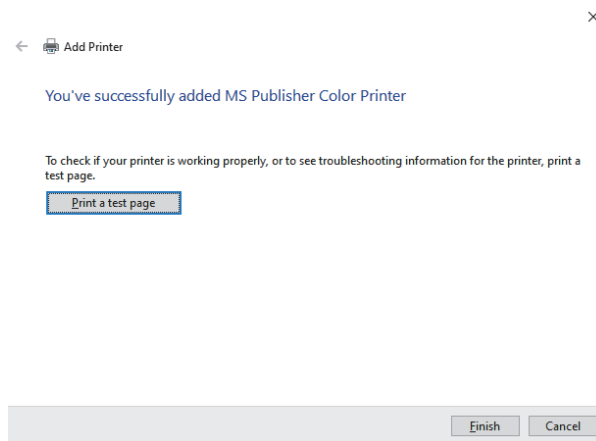 Add Printer
You've successfully added MS Publisher Color Printer
To check if your printer is working properly, or to see troubleshooting information for the printer, print a
test page.
Print a test page
Finish
Cancel